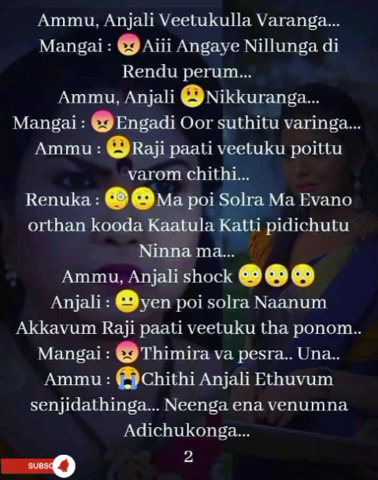 Ammu, Anjali Veetukulla Varanga...
Mangai : 😡Aiii Angaye Nillunga di
Rendu perum...
Ammu, Anjali 😟Nikkuranga...
Mangai : 😡Engadi Oor suthitu varinga...
Ammu : 😟Raji paati veetuku poittu
varom chithi...
Renuka : 🧐🤨Ma poi Solra Ma Evano
orthan kooda Kaatula Katti pidichutu
Ninna ma...
Ammu, Anjali shock 😳😲😲
Anjali : 😐yen poi solra Naanum
Akkavum Raji paati veetuku tha ponom..
Mangai : 😡Thimira va pesra.. Una..
Ammu : 😭Chithi Anjali Ethuvum
senjidathinga... Neenga ena venumna
Adichukonga...
2
SUBSC